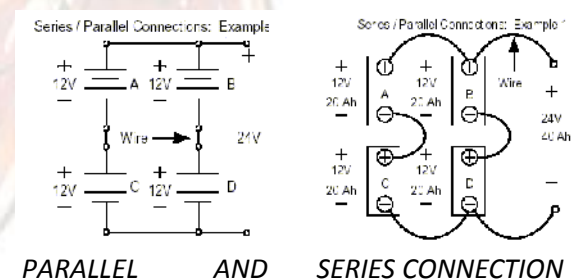 Series / Parallel Connections: Example
+
+ +
12V A 12V B
− −
Wire 24V
+ +
12V C 12V D
− −
Series / Parallel Connections: Example 1
+ +
12V 12V Wire
20 Ah A 20 Ah B +
− −
24V
40 Ah
+ +
12V 12V
20 Ah C 20 Ah D −
− −
PARALLEL AND SERIES CONNECTION